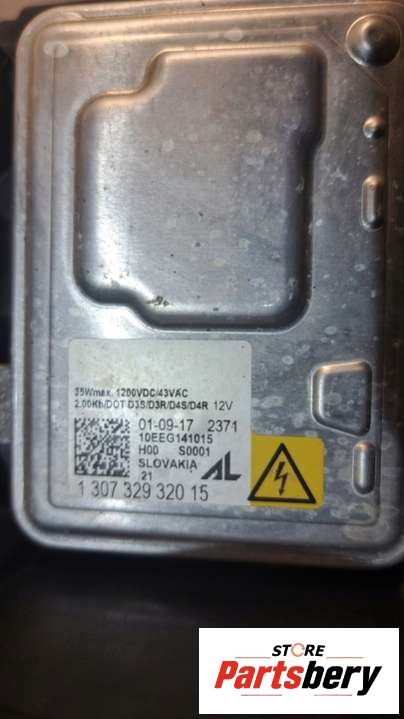 35Wmax. 1200VDC/43VAC
2.00Kh/DOT D3S/D3R/D4S/D4R 12V
01-09-17 2371
10EEG141015
H00 S0001
SLOVAKIA AL
21
1 307 329 320 15
STORE
Partsbery